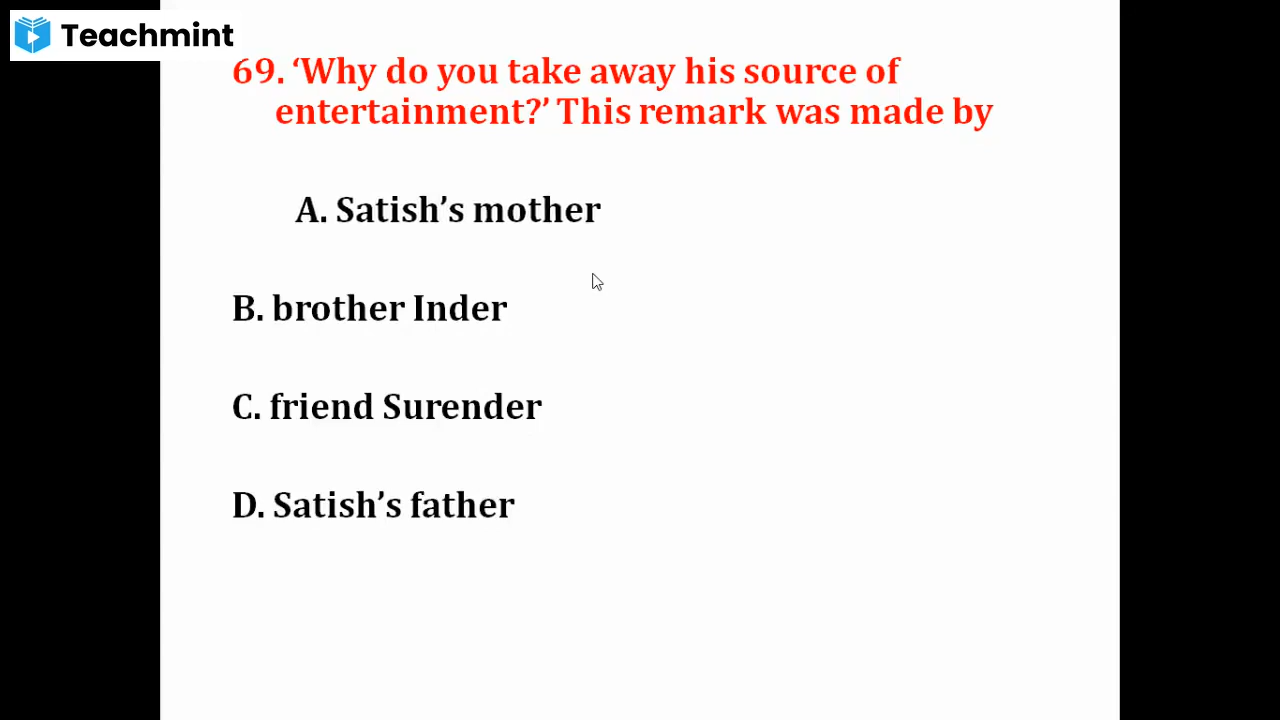 Teachmint
69. ‘Why do you take away his source of
entertainment?’ This remark was made by
A. Satish’s mother
B. brother Inder
C. friend Surender
D. Satish’s father